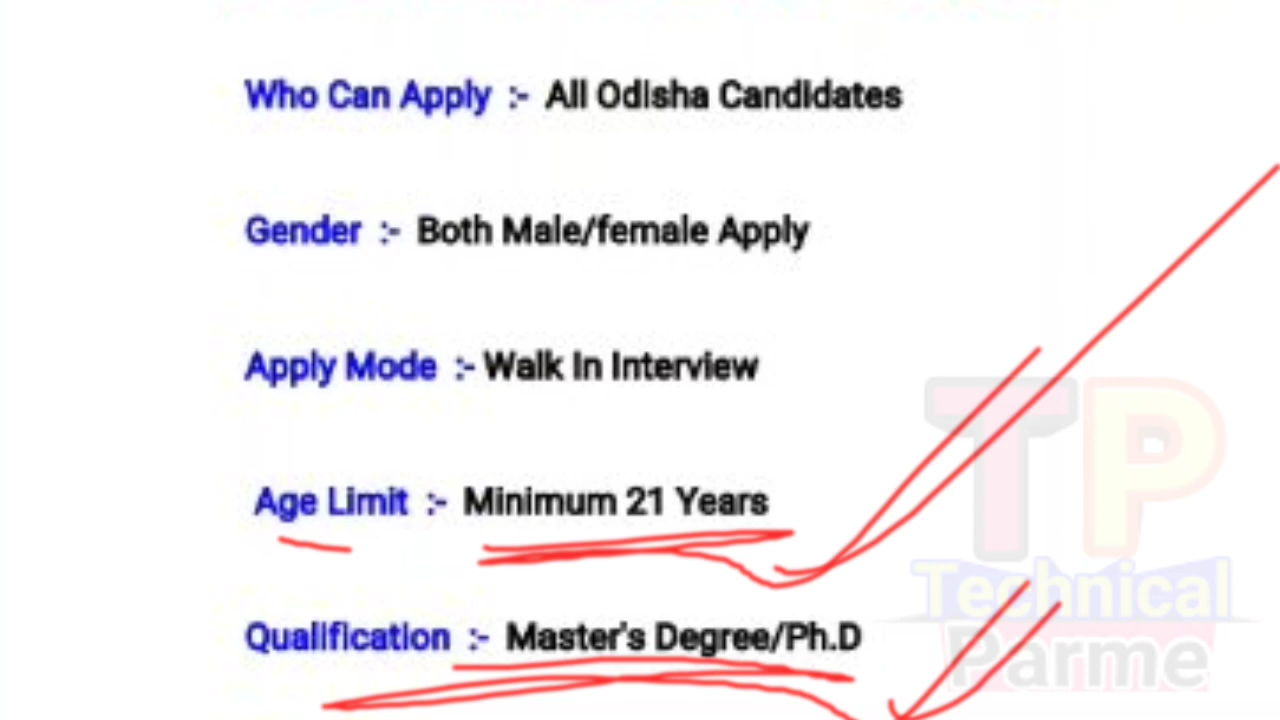 Who Can Apply :- All Odisha Candidates
Gender :- Both Male/female Apply
Apply Mode :- Walk In Interview
Age Limit :- Minimum 21 Years
Qualification :- Master's Degree/Ph.D
TP
Technical
Parme